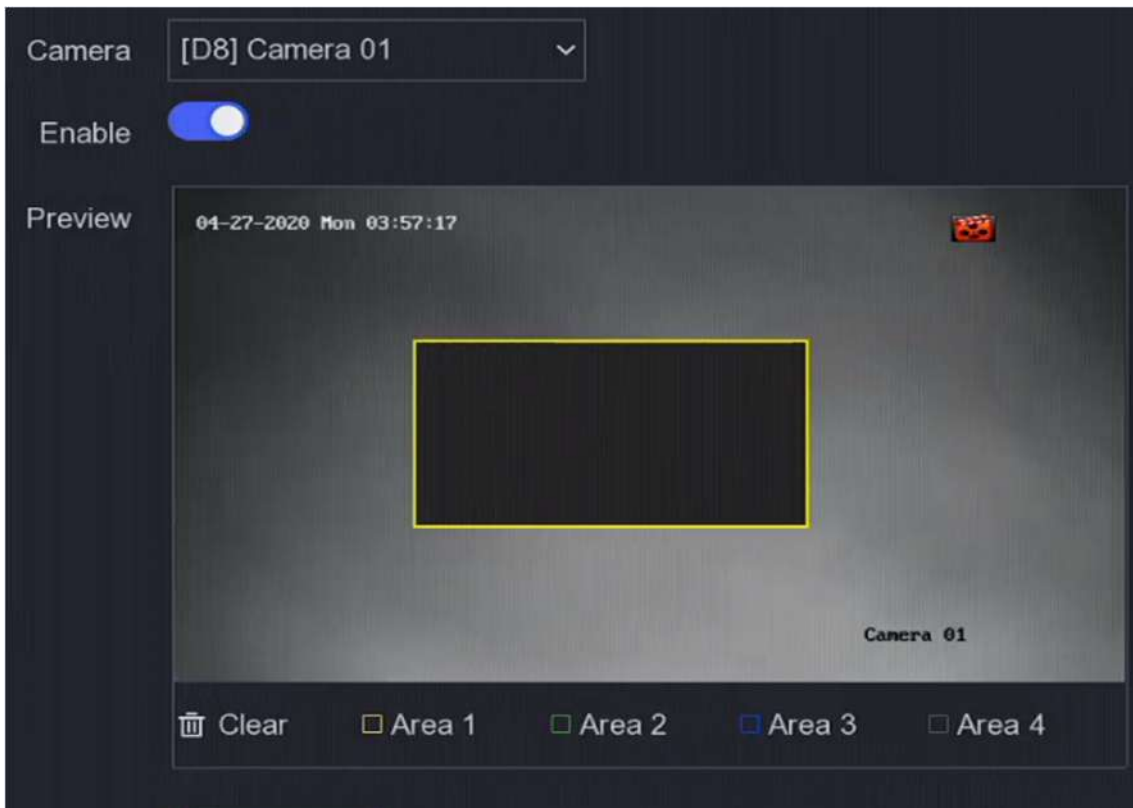 Camera [D8] Camera 01
Enable
Preview
04-27-2020 Mon 03:57:17
Camera 01
Clear Area 1 Area 2 Area 3 Area 4